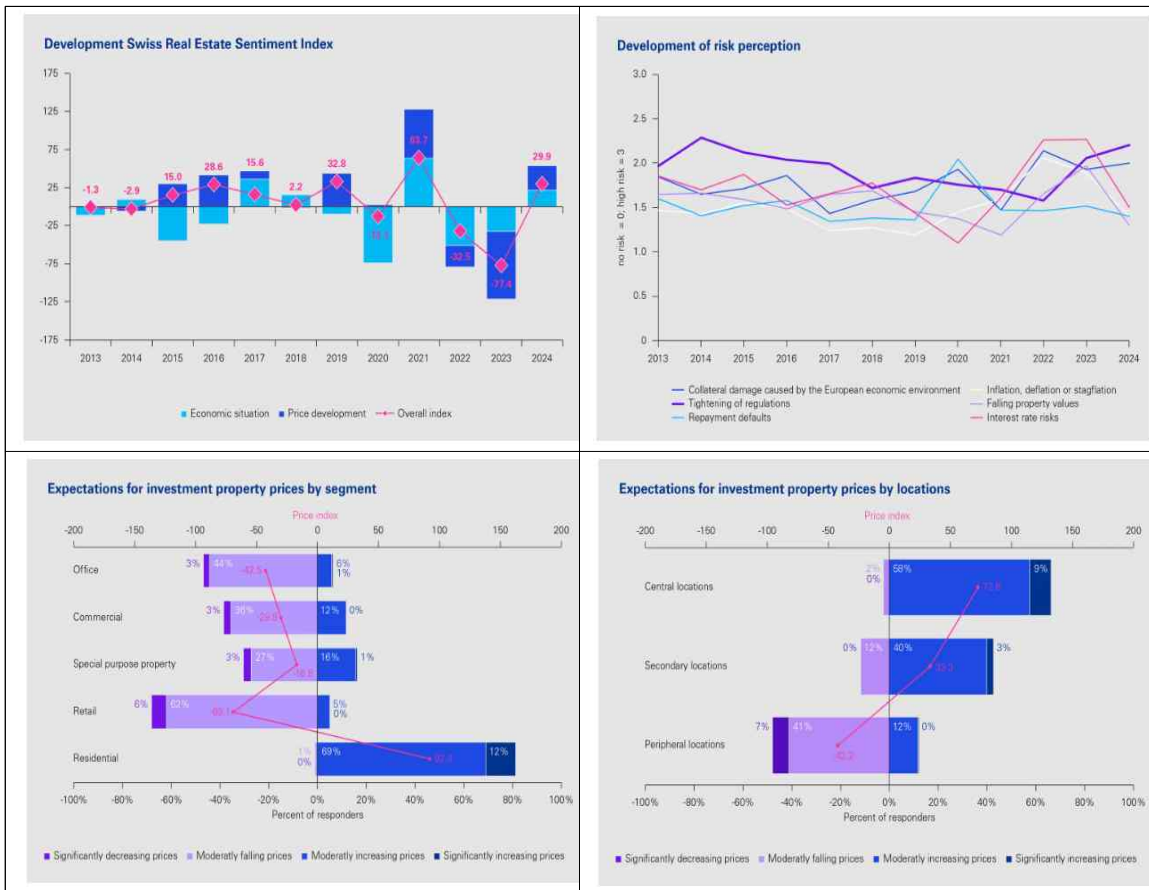 Development Swiss Real Estate Sentiment Index
175
125
75
25
-25
-75
-125
-175
-1.3
-2.9
15.0
28.6
15.6
2.2
32.8
63.7
-32.5
-77.4
29.9
2013 2014 2015 2016 2017 2018 2019 2020 2021 2022 2023 2024
Economic situation Price development Overall index
Development of risk perception
no risk = 0; high risk = 3
3.0
2.5
2.0
1.5
1.0
0.5
0
2013 2014 2015 2016 2017 2018 2019 2020 2021 2022 2023 2024
Collateral damage caused by the European economic environment Inflation, deflation or stagflation
Tightening of regulations Falling property values
Repayment defaults Interest rate risks
Expectations for investment property prices by segment
Price index
-200 -150 -100 -50 0 50 100 150 200
Office 3% 44% 6%
1%
Commercial 3% 36% 12% 0%
Special purpose property 3% 27% 16% 1%
Retail 6% 62% 5%
0%
Residential 1% 69% 12%
0%
-100% -80% -60% -40% -20% 0% 20% 40% 60% 80% 100%
Percent of responders
Significantly decreasing prices Moderatly falling prices Moderatly increasing prices Significantly increasing prices
Expectations for investment property prices by locations
Price index
-200 -150 -100 -50 0 50 100 150 200
Central locations 2% 58% 9%
0%
Secondary locations 0% 12% 40% 3%
Peripheral locations 7% 41% 12% 0%
-100% -80% -60% -40% -20% 0% 20% 40% 60% 80% 100%
Percent of responders
Significantly decreasing prices Moderatly falling prices Moderatly increasing prices Significantly increasing prices